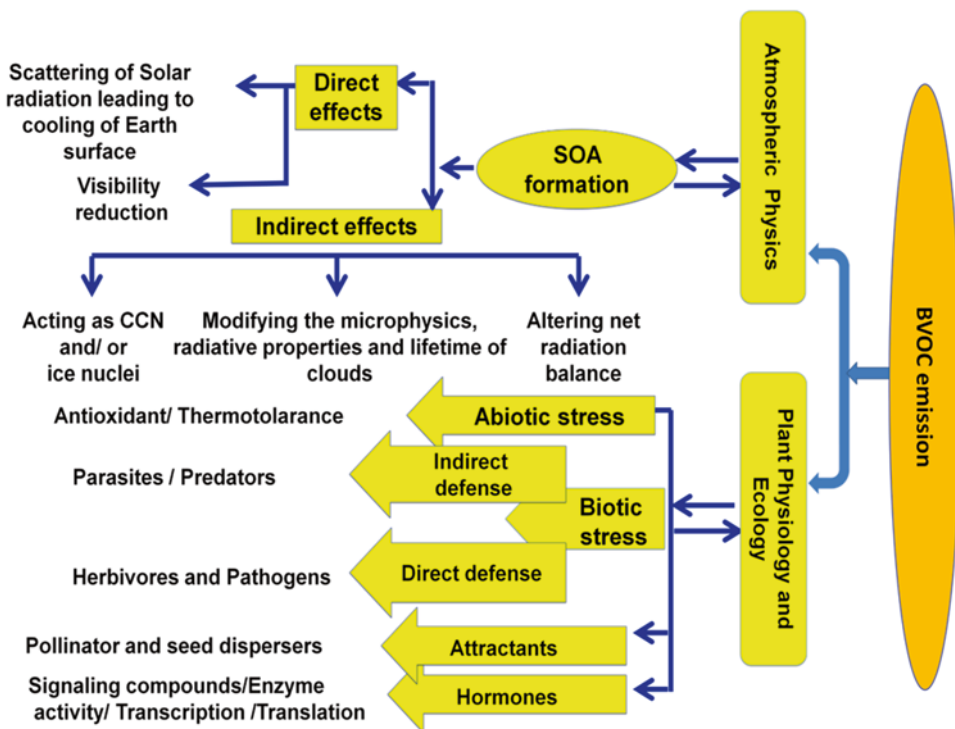 Scattering of Solar
radiation leading to
cooling of Earth
surface
Visibility
reduction
Direct
effects
Indirect effects
SOA
formation
Atmospheric Physics
BVOC emission
Acting as CCN
and/ or
ice nuclei
Modifying the microphysics,
radiative properties and lifetime of
clouds
Altering net
radiation
balance
Antioxidant/ Thermotolarance
Abiotic stress
Parasites / Predators
Indirect
defense
Biotic
stress
Plant Physiology and
Ecology
Herbivores and Pathogens
Direct defense
Pollinator and seed dispersers
Attractants
Signaling compounds/Enzyme
activity/ Transcription /Translation
Hormones